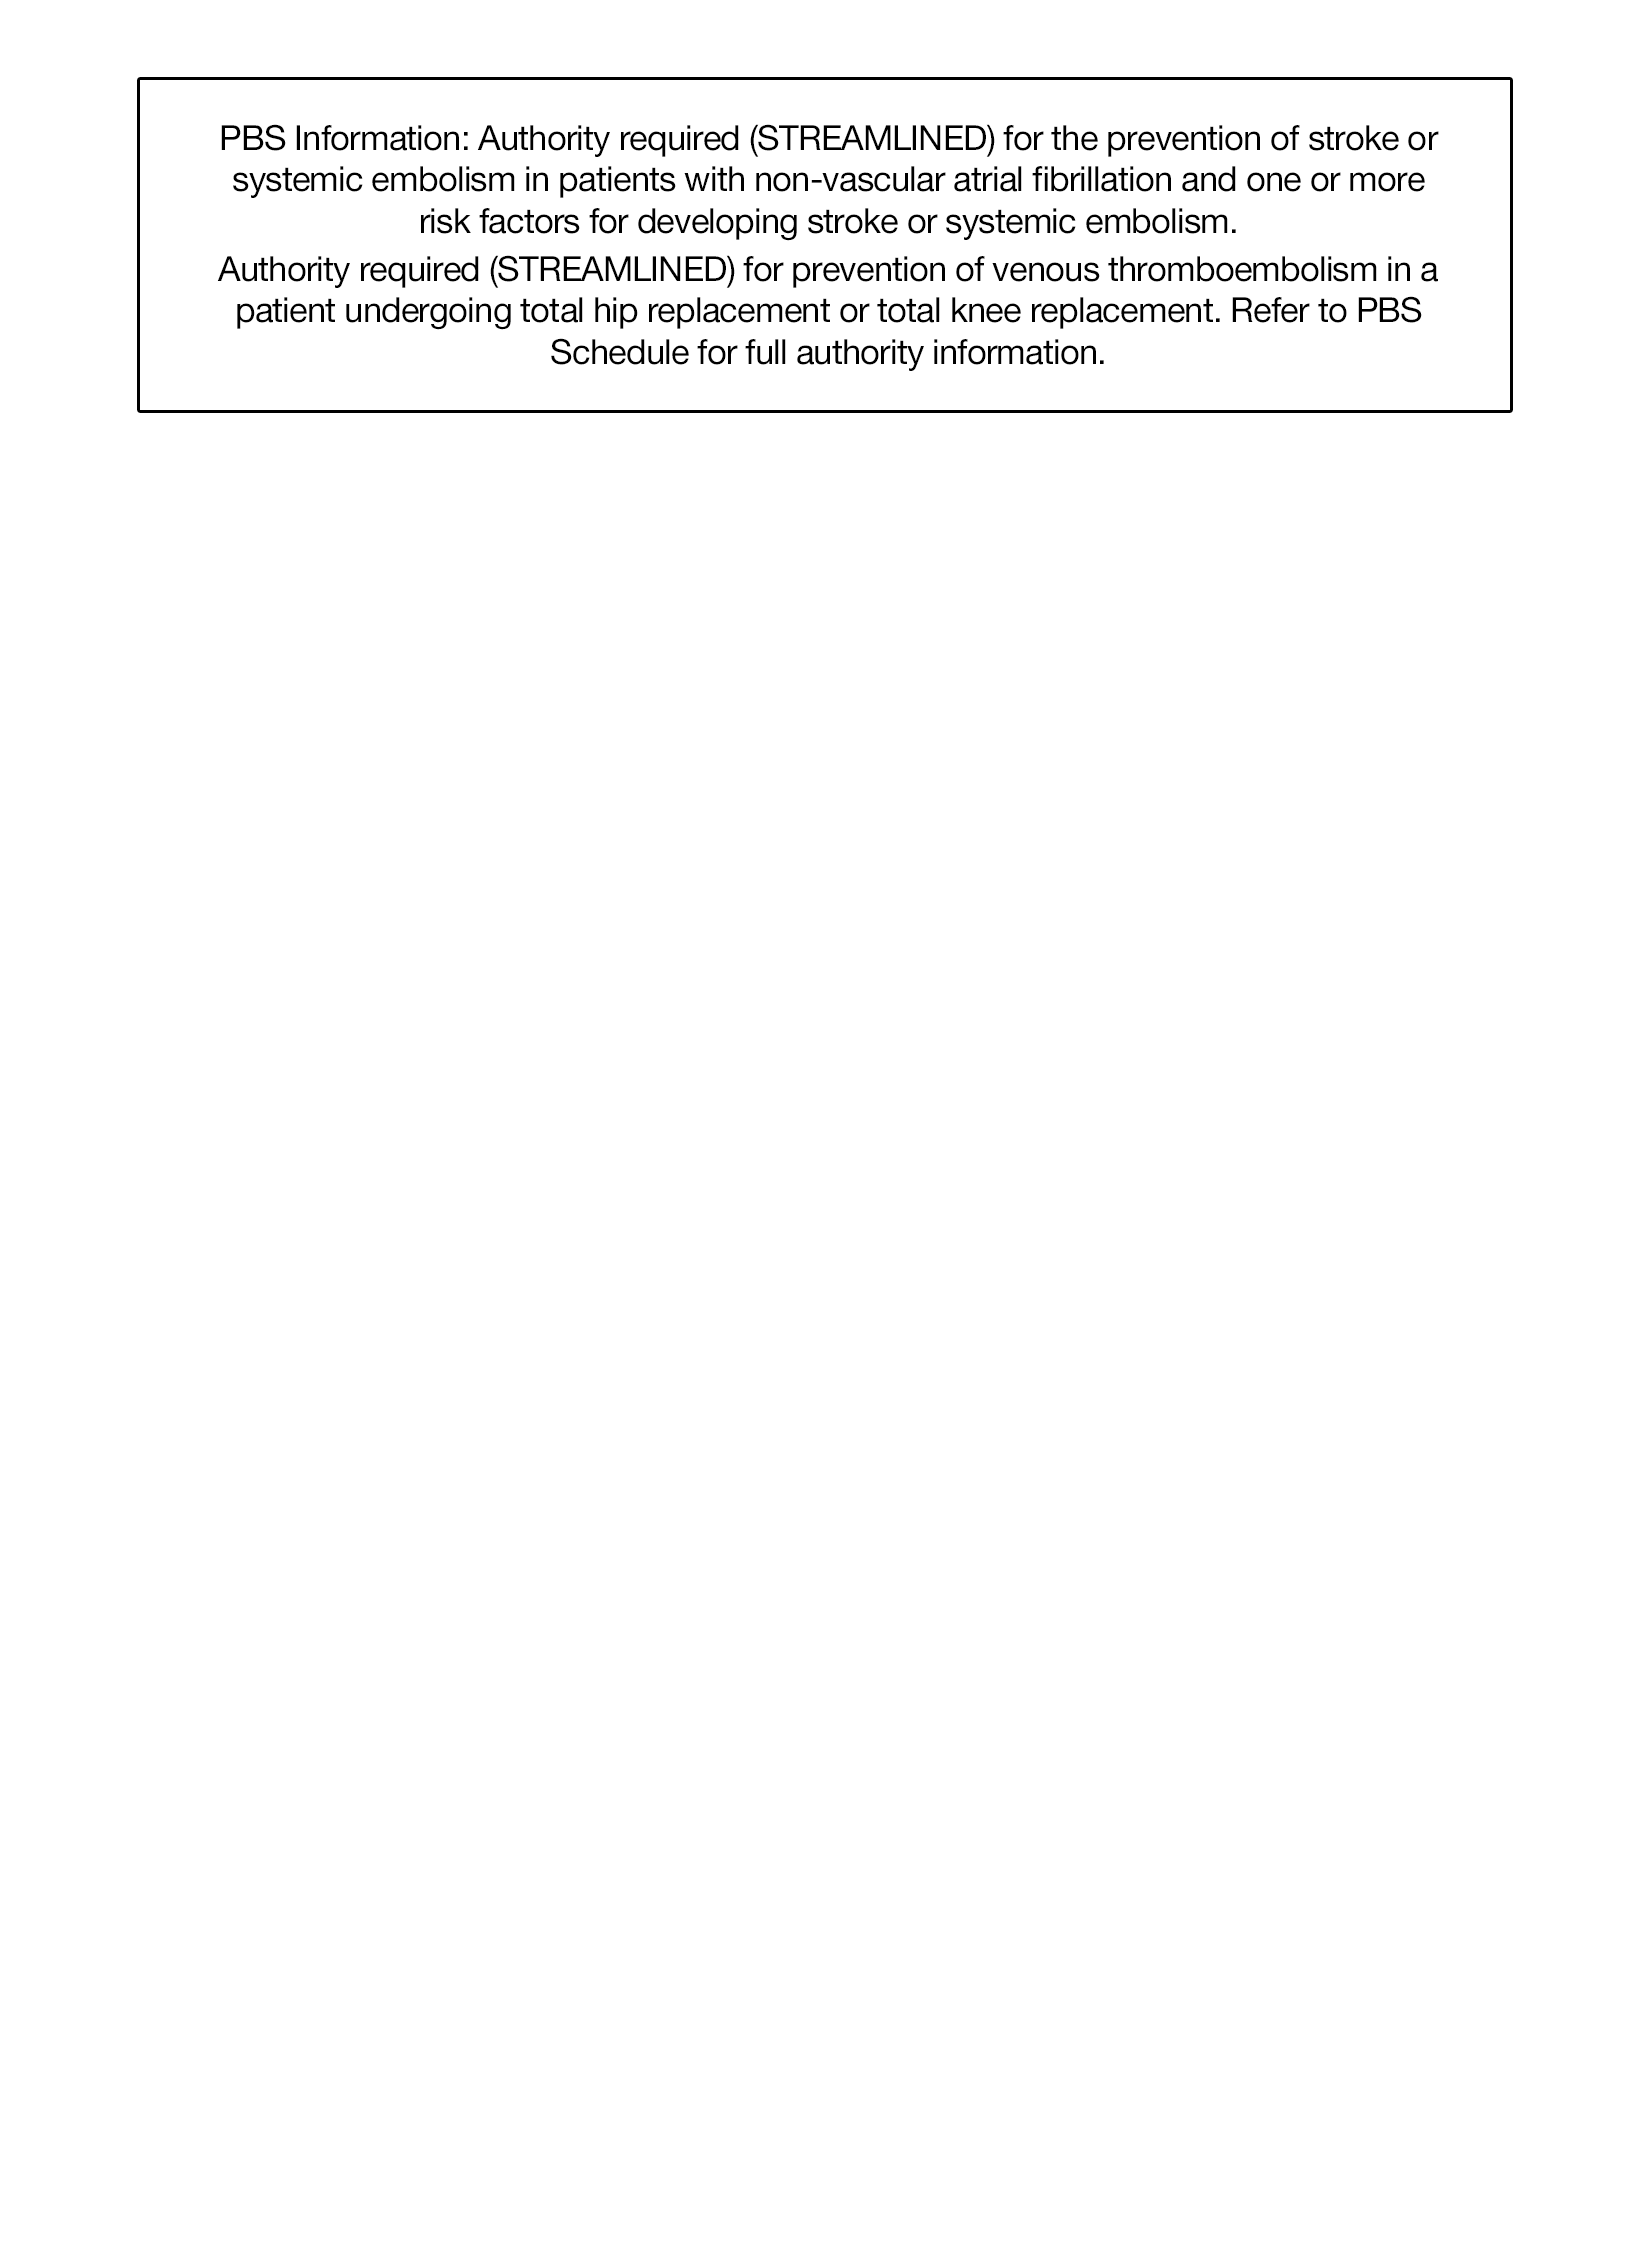 PBS Information: Authority required (STREAMLINED) for the prevention of stroke or
systemic embolism in patients with non-vascular atrial fibrillation and one or more
risk factors for developing stroke or systemic embolism.
Authority required (STREAMLINED) for prevention of venous thromboembolism in a
patient undergoing total hip replacement or total knee replacement. Refer to PBS
Schedule for full authority information.